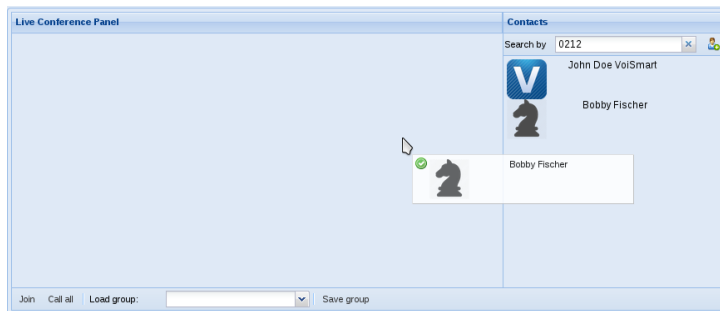 Live Conference Panel
Contacts
Search by 0212
John Doe VoiSmart
Bobby Fischer
Bobby Fischer
Join Call all Load group: Save group